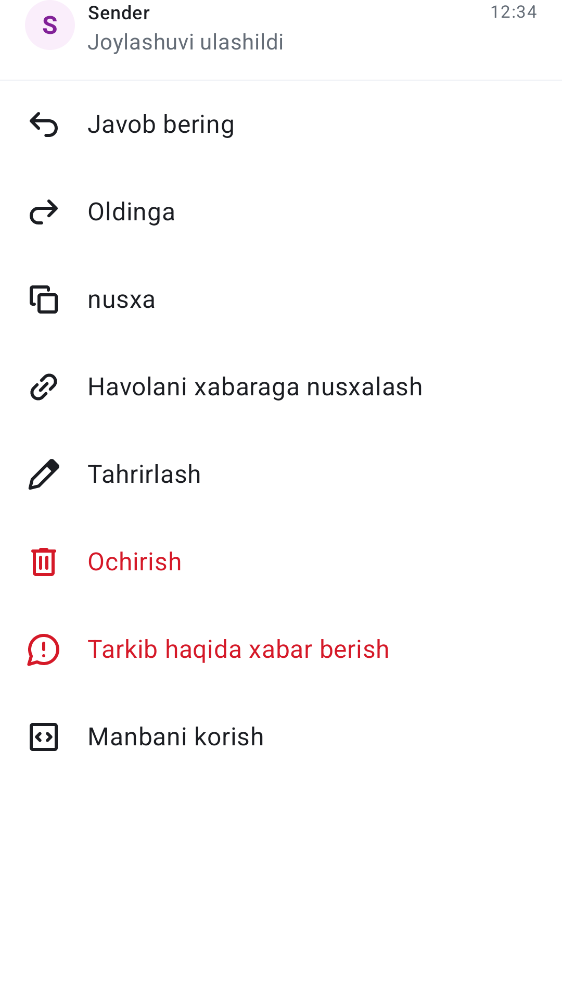 S
Sender
12:34
Joylashuvi ulashildi
Javob bering
Oldinga
nusxa
Havolani xabaraga nusxalash
Tahrirlash
Ochirish
Tarkib haqida xabar berish
Manbani korish